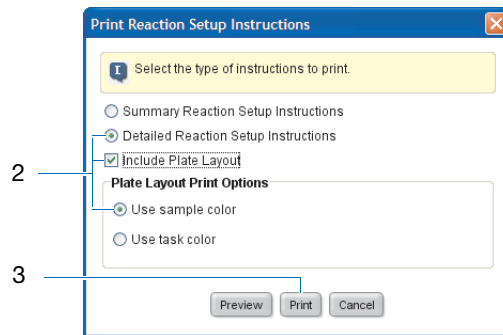 Print Reaction Setup Instructions
Select the type of instructions to print.
Summary Reaction Setup Instructions
Detailed Reaction Setup Instructions
Include Plate Layout
2
Plate Layout Print Options
Use sample color
Use task color
3
Preview Print Cancel